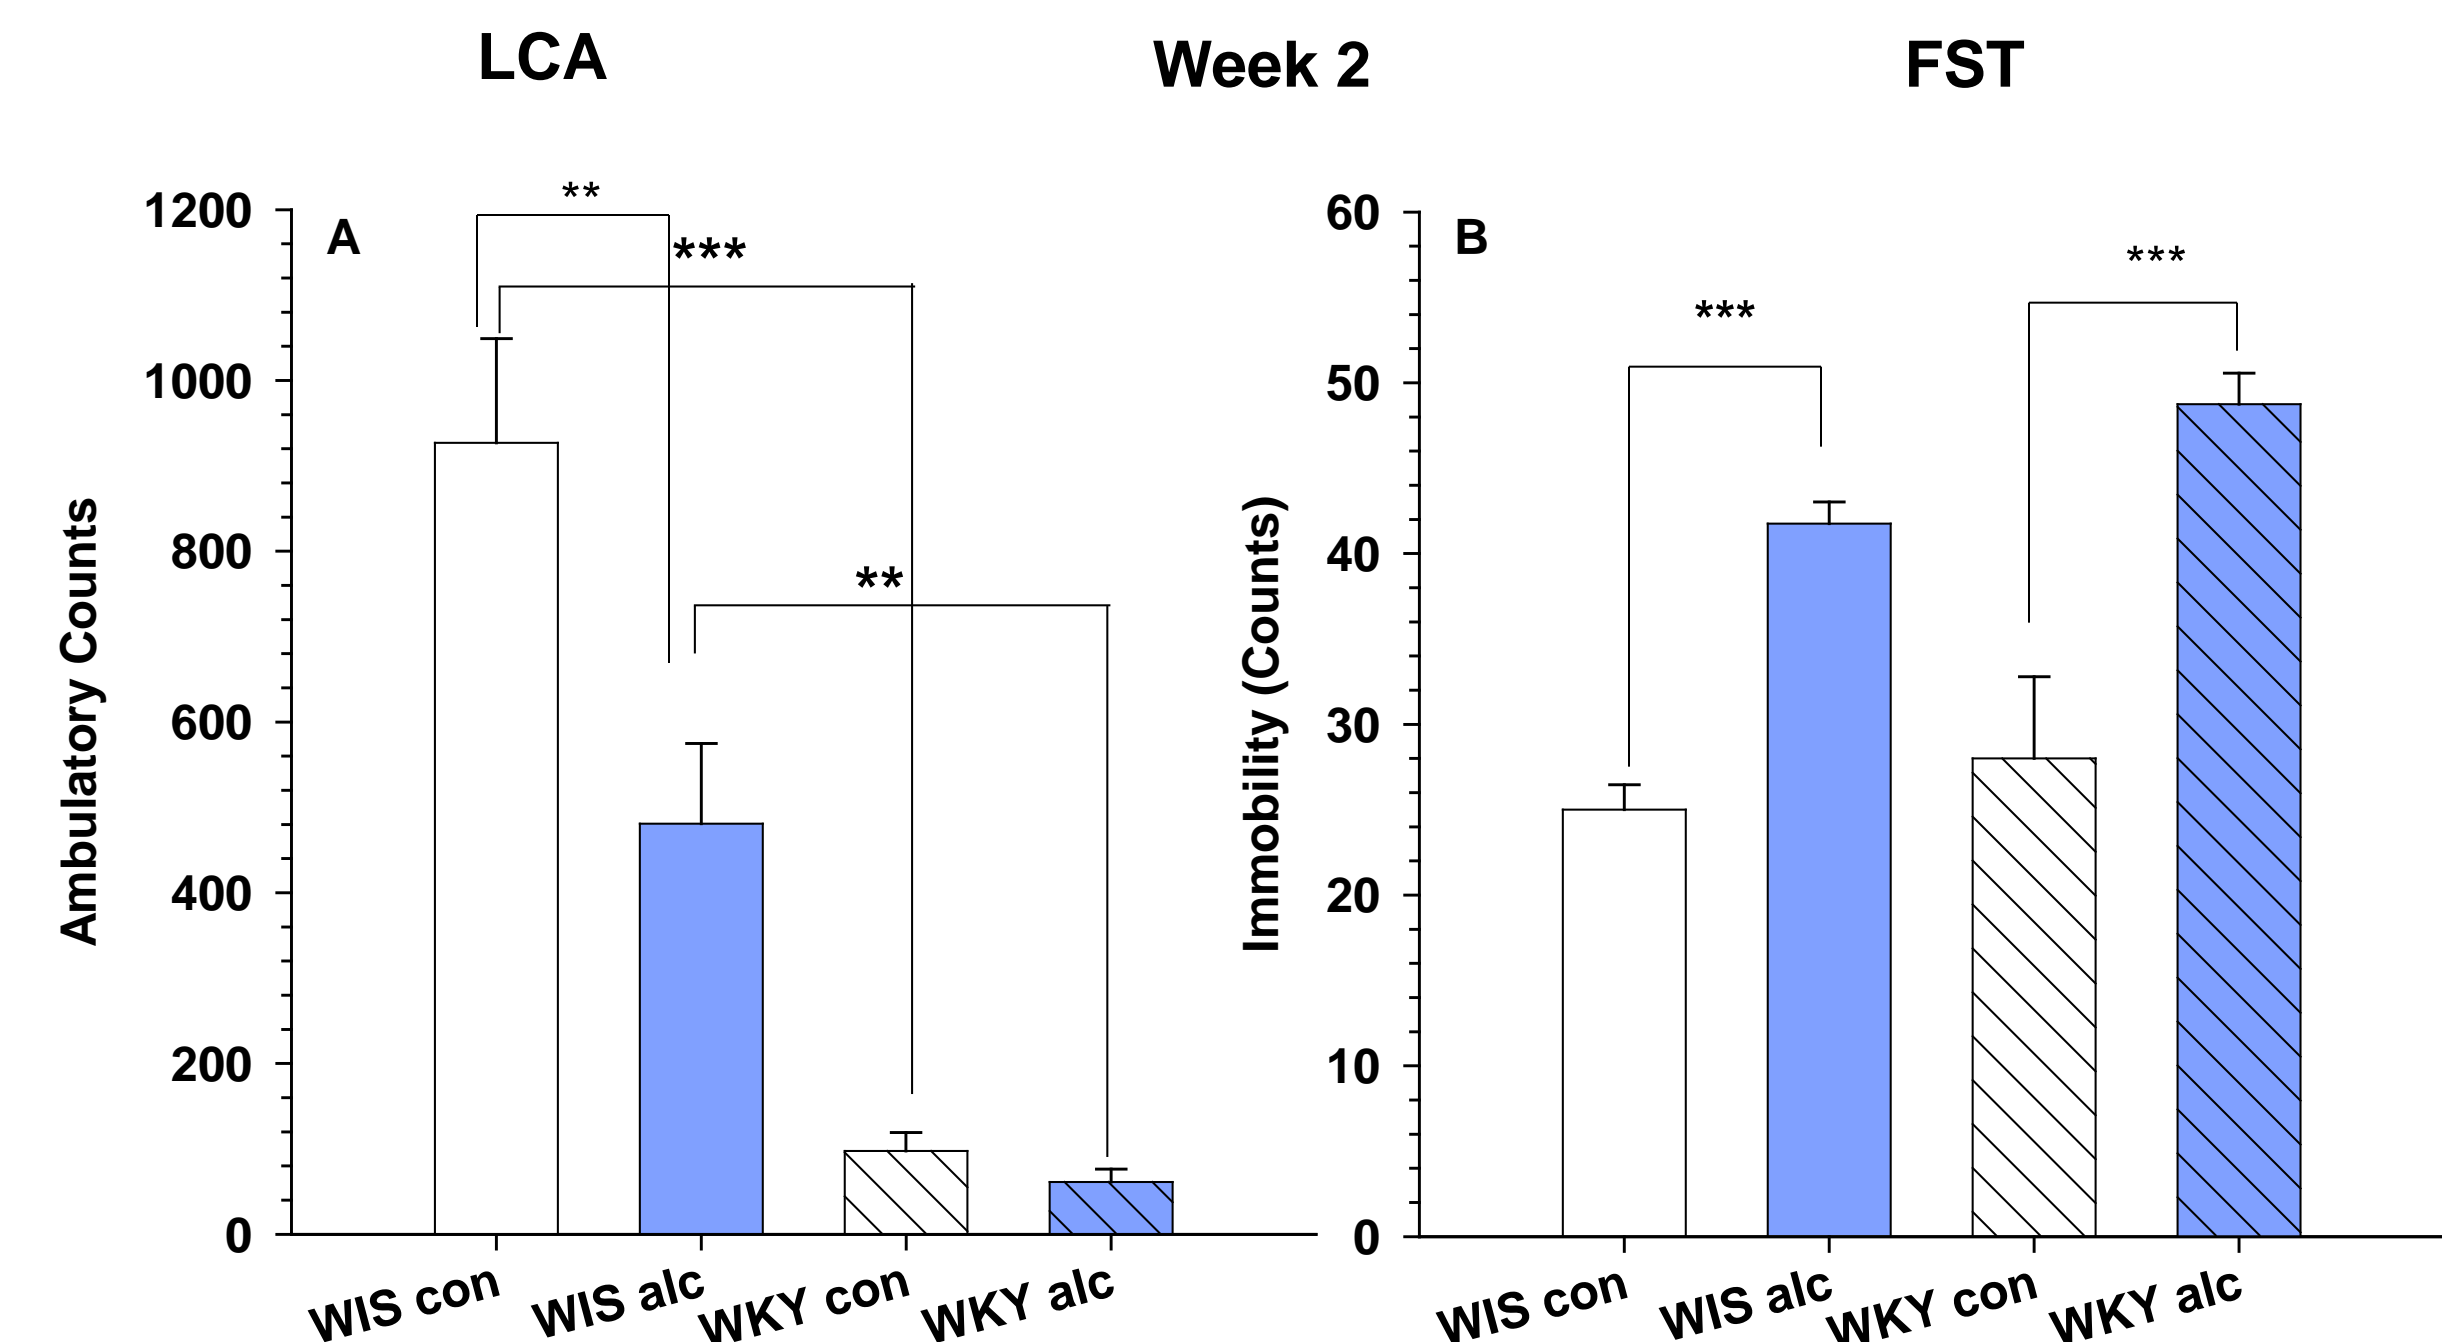 LCA
Week 2
FST
A
**
***
**
1200
1000
800
600
400
200
0
Ambulatory Counts
WIS con
WIS alc
WKY con
WKY alc
B
***
***
60
50
40
30
20
10
0
Immobility (Counts)
WIS con
WIS alc
WKY con
WKY alc